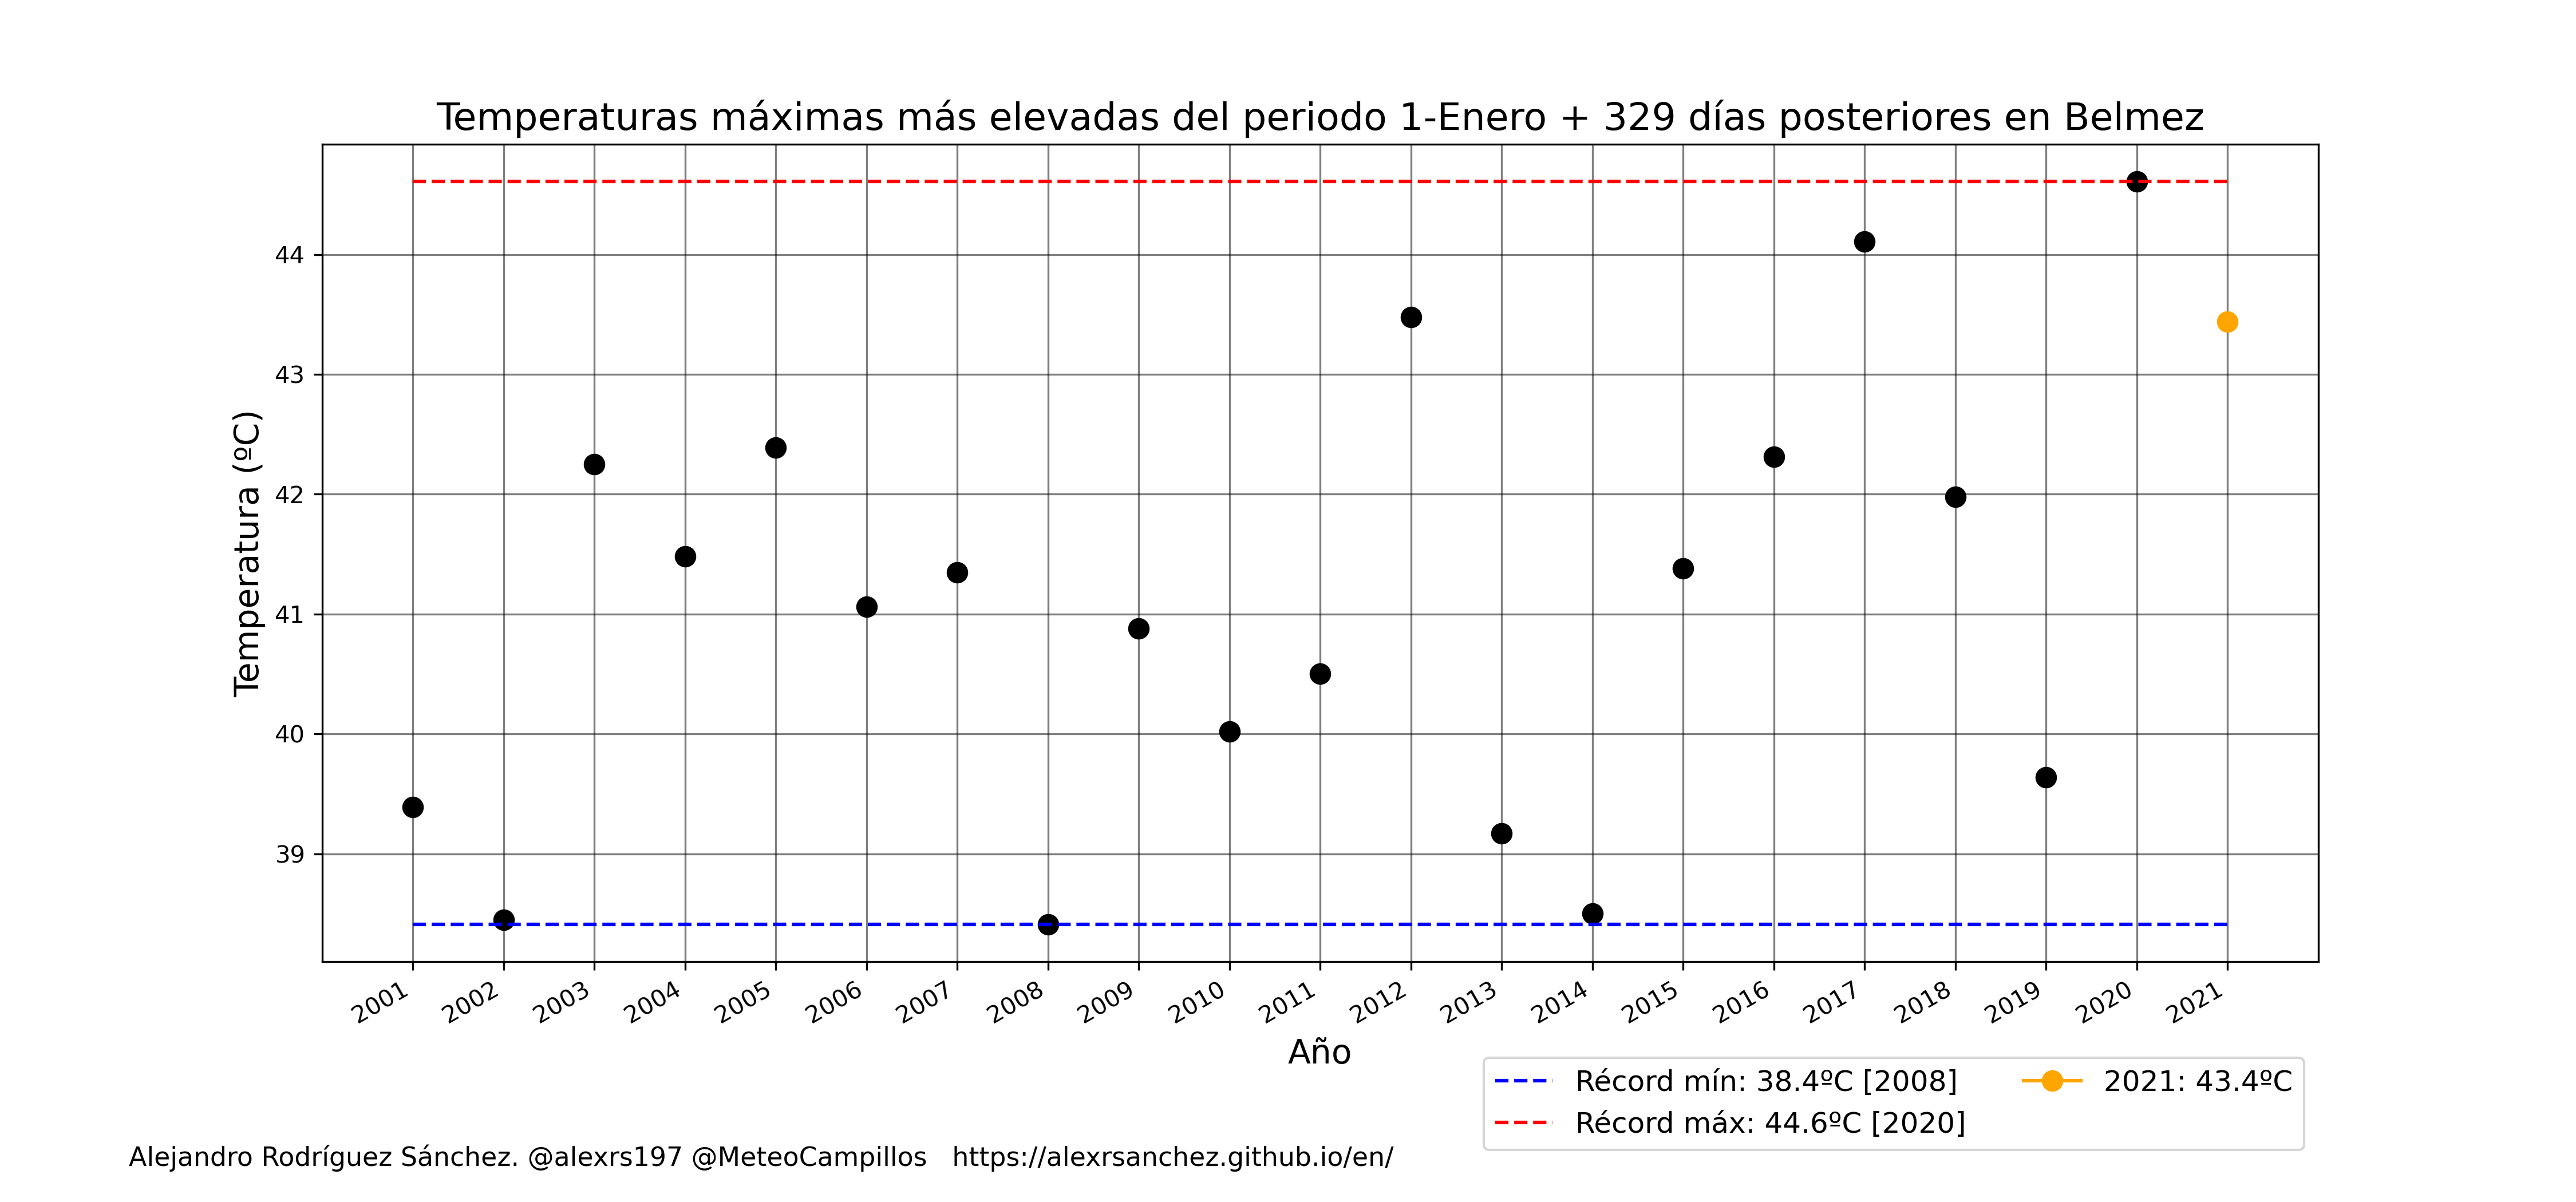 Temperaturas máximas más elevadas del periodo 1-Enero + 329 días posteriores en Belmez
Temperatura (ºC)
44
43
42
41
40
39
2001 2002 2003 2004 2005 2006 2007 2008 2009 2010 2011 2012 2013 2014 2015 2016 2017 2018 2019 2020 2021
Año
Récord mín: 38.4ºC [2008]
Récord máx: 44.6ºC [2020]
2021: 43.4ºC
Alejandro Rodríguez Sánchez. @alexrs197 @MeteoCampillos https://alexrsanchez.github.io/en/